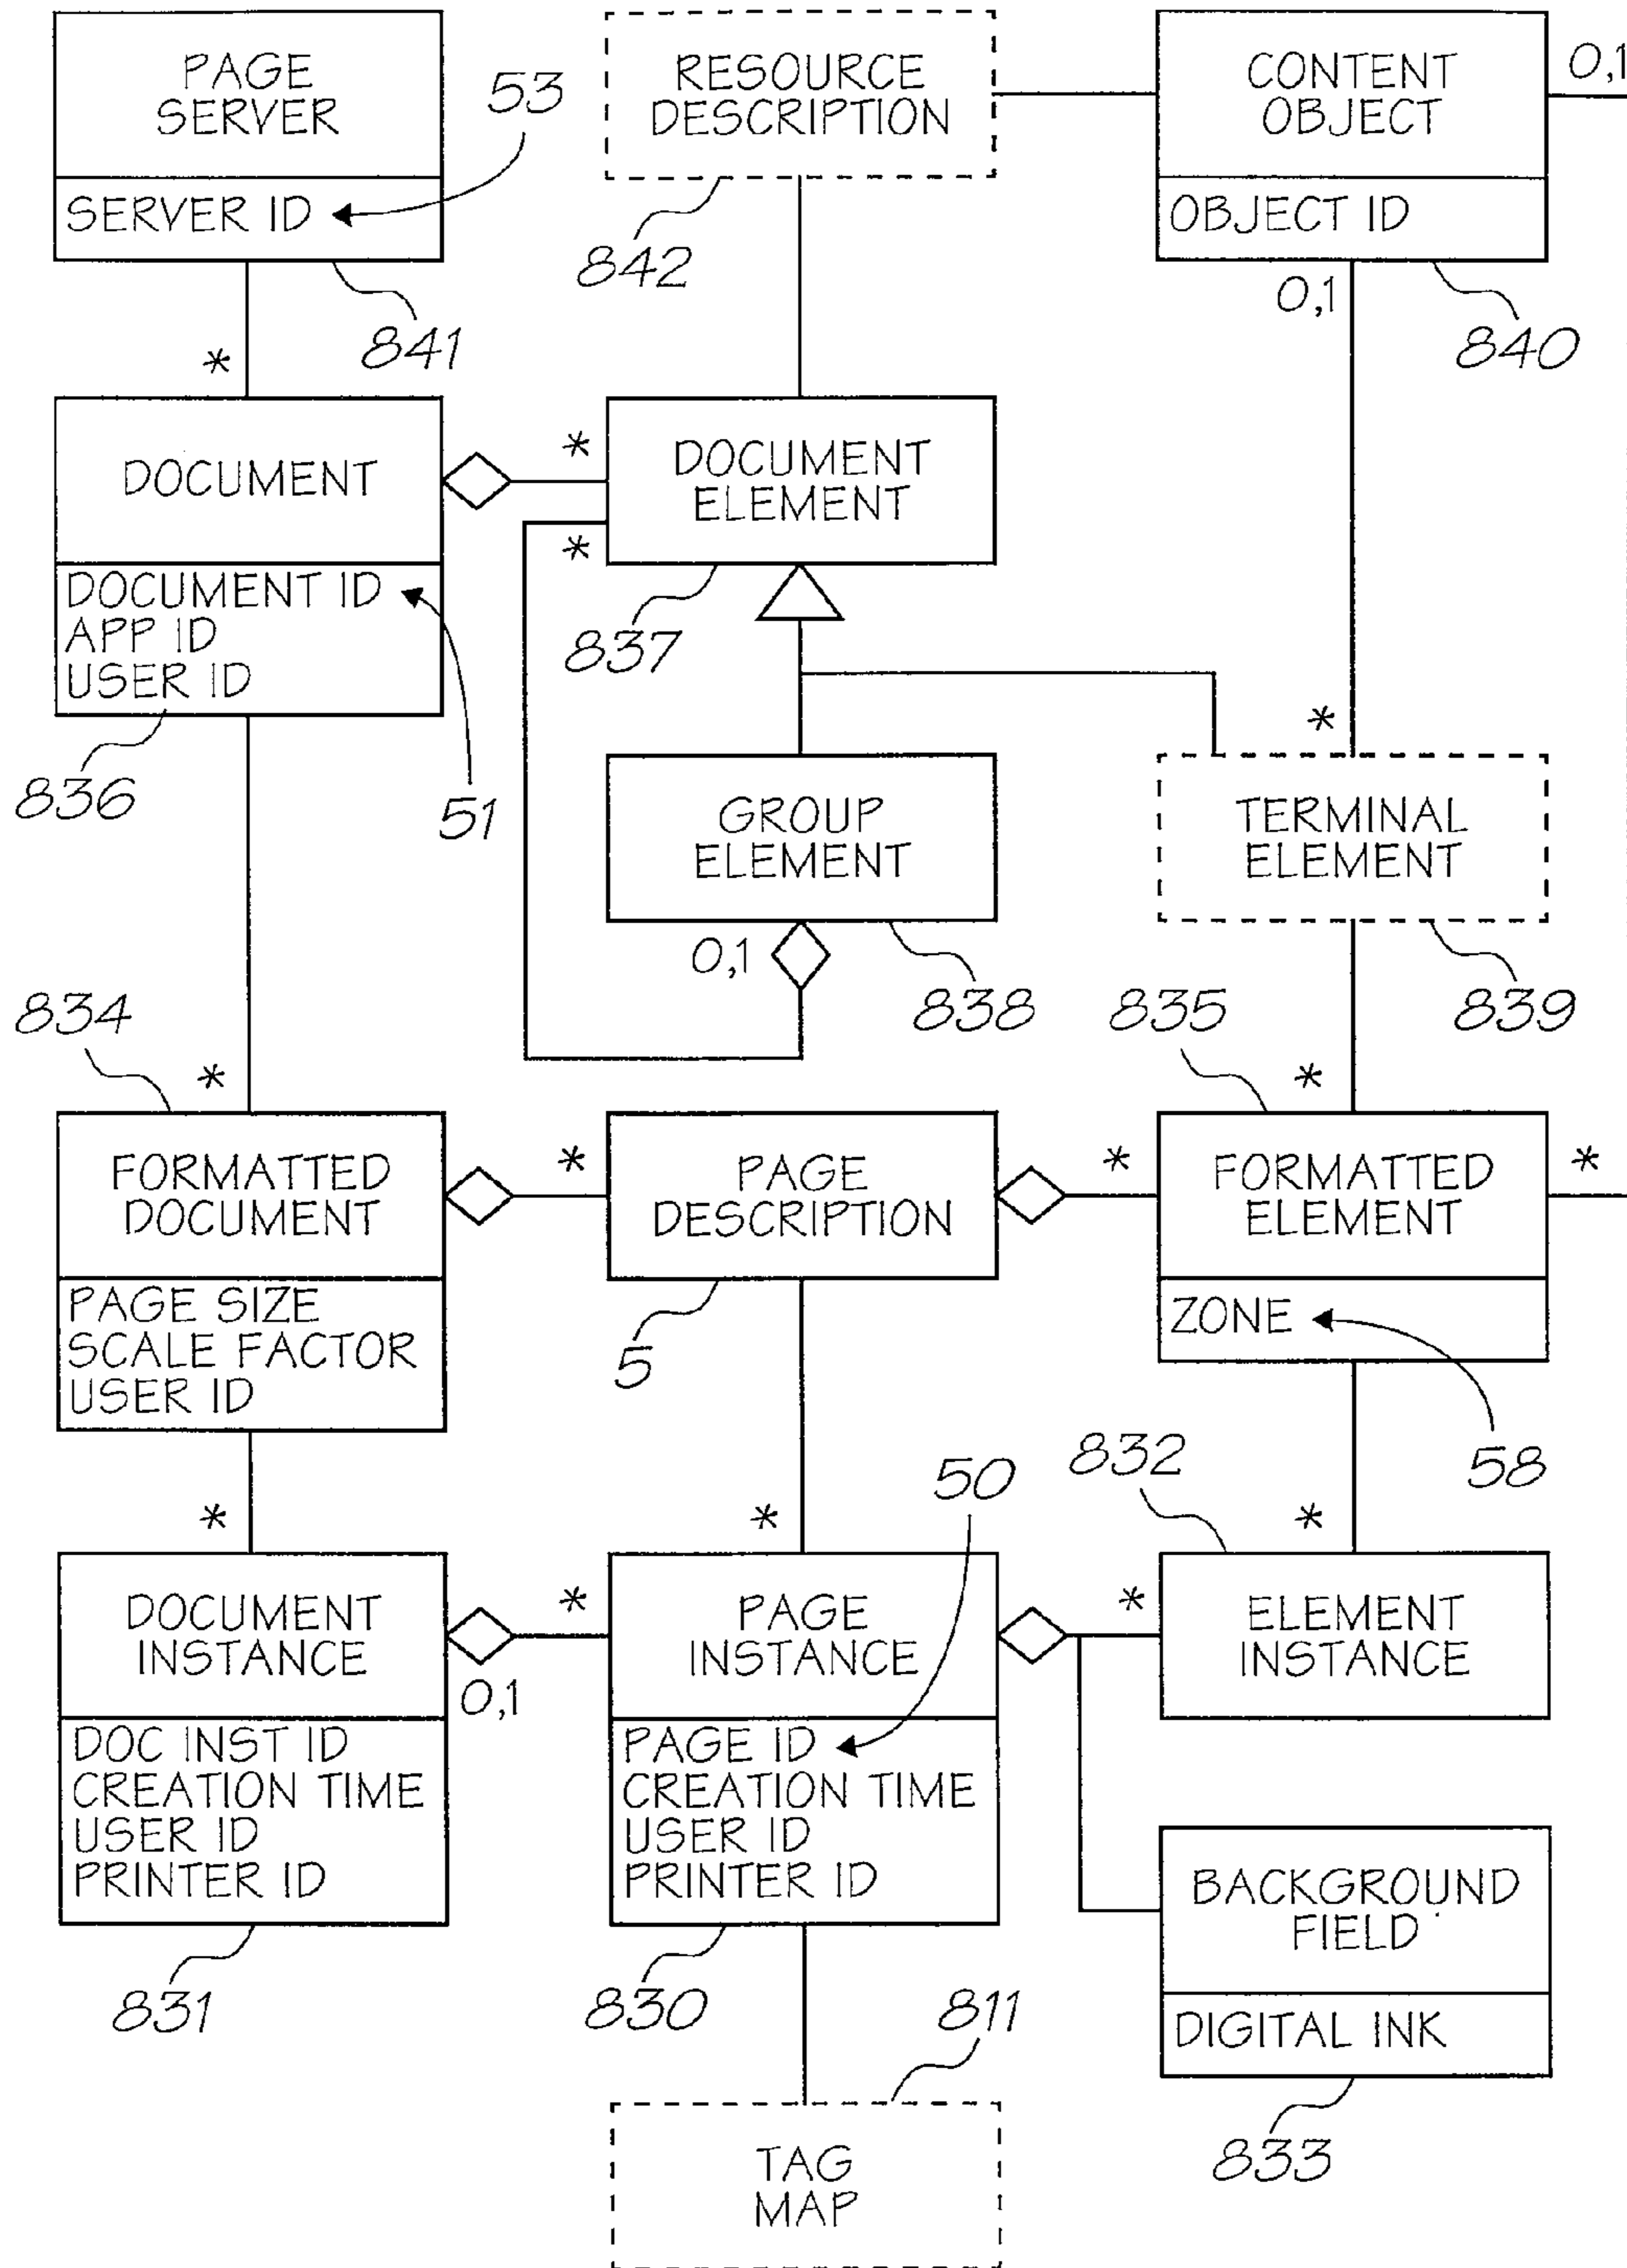 PAGE
SERVER
SERVER ID
53
841
RESOURCE
DESCRIPTION
842
CONTENT
OBJECT
OBJECT ID
0,1
0,1
840
*
DOCUMENT
DOCUMENT ID
APP ID
USER ID
836
51
*
*
DOCUMENT
ELEMENT
837
GROUP
ELEMENT
0,1
838
*
TERMINAL
ELEMENT
839
834
*
FORMATTED
DOCUMENT
PAGE SIZE
SCALE FACTOR
USER ID
*
PAGE
DESCRIPTION
5
835
*
*
FORMATTED
ELEMENT
*
ZONE
58
*
DOCUMENT
INSTANCE
0,1
DOC INST ID
CREATION TIME
USER ID
PRINTER ID
831
*
50
*
PAGE
INSTANCE
PAGE ID
CREATION TIME
USER ID
PRINTER ID
830
832
*
*
ELEMENT
INSTANCE
BACKGROUND
FIELD
DIGITAL INK
833
811
TAG
MAP